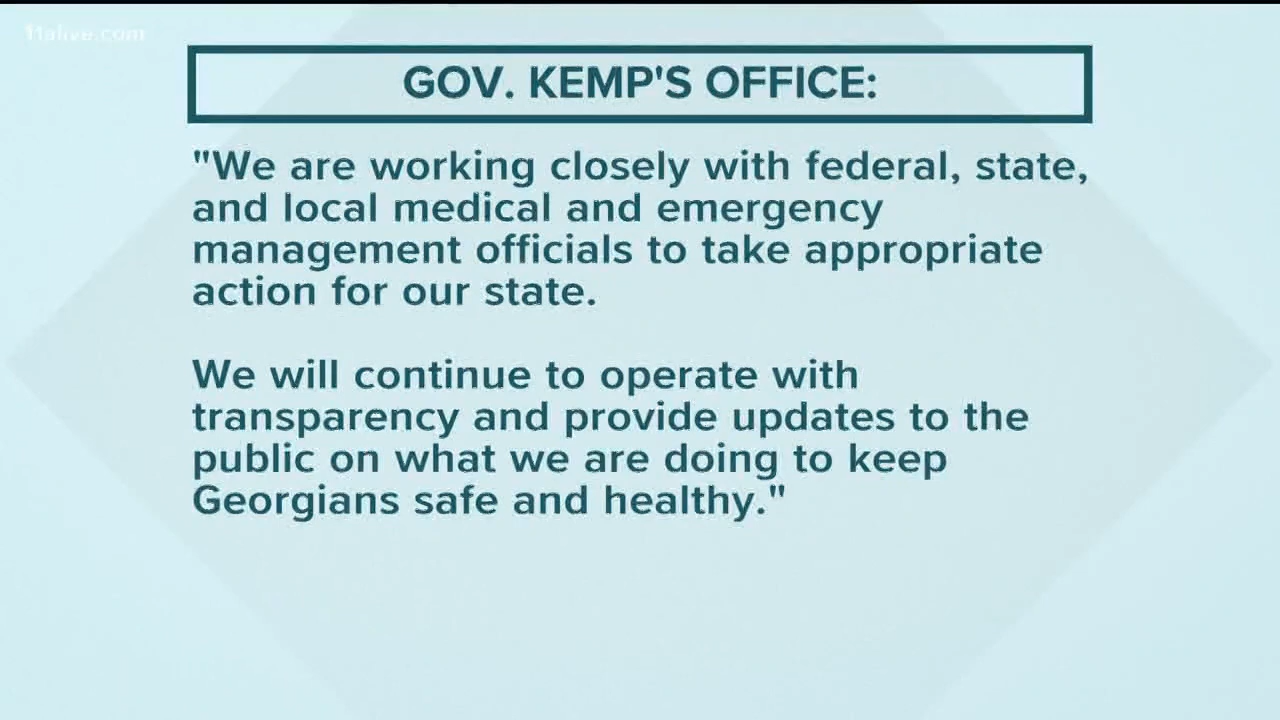 11alive.com
GOV. KEMP'S OFFICE:
"We are working closely with federal, state,
and local medical and emergency
management officials to take appropriate
action for our state.
We will continue to operate with
transparency and provide updates to the
public on what we are doing to keep
Georgians safe and healthy."